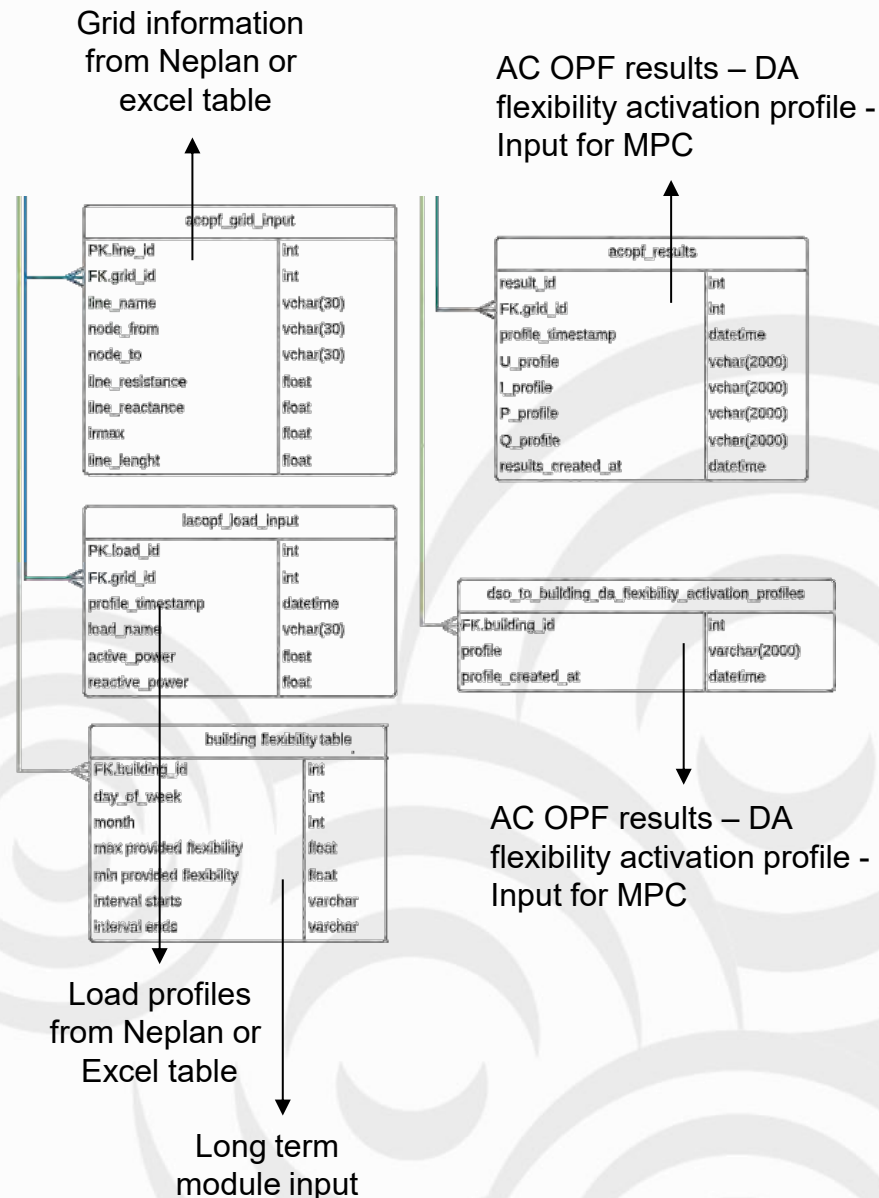 Grid information
from Neplan or
excel table
AC OPF results – DA
flexibility activation profile -
Input for MPC
acopf_grid_input
PK.line_id int
FK.grid_id int
line_name vchar(30)
node_from vchar(30)
node_to vchar(30)
line_resistance float
line_reactance float
irmax float
line_lenght float
acopf_results
result_id int
FK.grid_id int
profile_timestamp datetime
U_profile vchar(2000)
I_profile vchar(2000)
P_profile vchar(2000)
Q_profile vchar(2000)
results_created_at datetime
lacopf_load_input
PK.load_id int
FK.grid_id int
profile_timestamp datetime
load_name vchar(30)
active_power float
reactive_power float
dso_to_building_da_flexibility_activation_profiles
FK.building_id int
profile varchar(2000)
profile_created_at datetime
building flexibility table
FK.building_id int
day_of_week int
month int
max provided flexibility float
min provided flexibility float
interval starts varchar
interval ends varchar
AC OPF results – DA
flexibility activation profile -
Input for MPC
Load profiles
from Neplan or
Excel table
Long term
module input